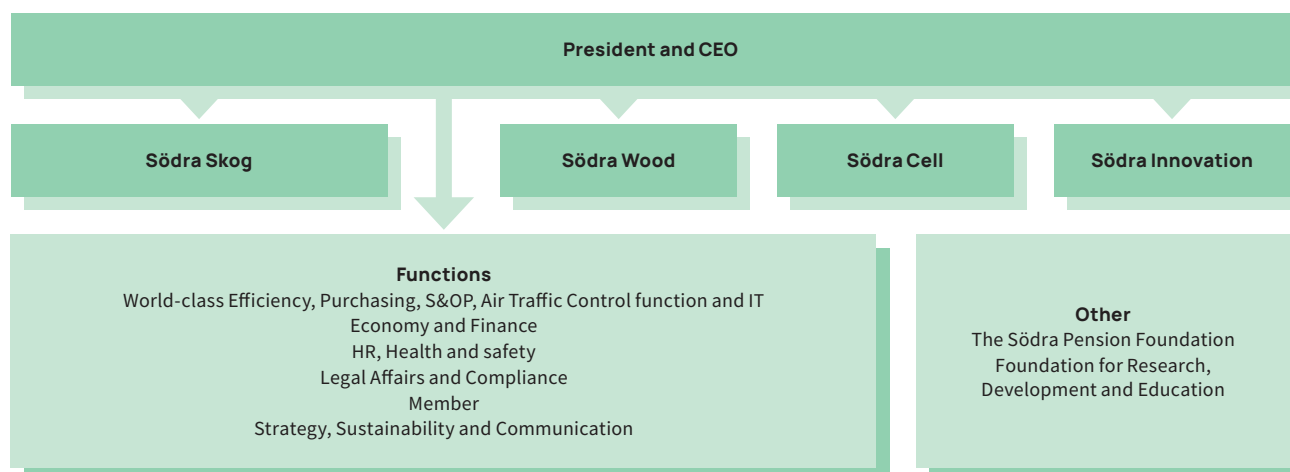 President and CEO
Södra Skog
Södra Wood
Södra Cell
Södra Innovation
Functions
World-class Efficiency, Purchasing, S&OP, Air Traffic Control function and IT
Economy and Finance
HR, Health and safety
Legal Affairs and Compliance
Member
Strategy, Sustainability and Communication
Other
The Södra Pension Foundation
Foundation for Research,
Development and Education